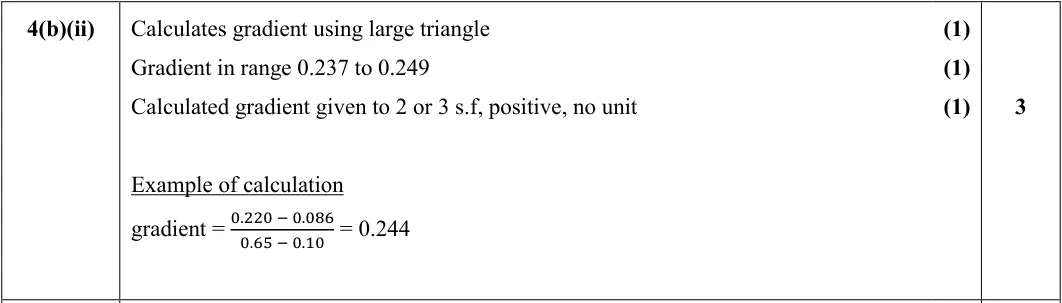 4(b)(ii) Calculates gradient using large triangle (1)
Gradient in range 0.237 to 0.249 (1)
Calculated gradient given to 2 or 3 s.f, positive, no unit (1) 3
Example of calculation
gradient = (0.220 − 0.086)/(0.65 − 0.10) = 0.244